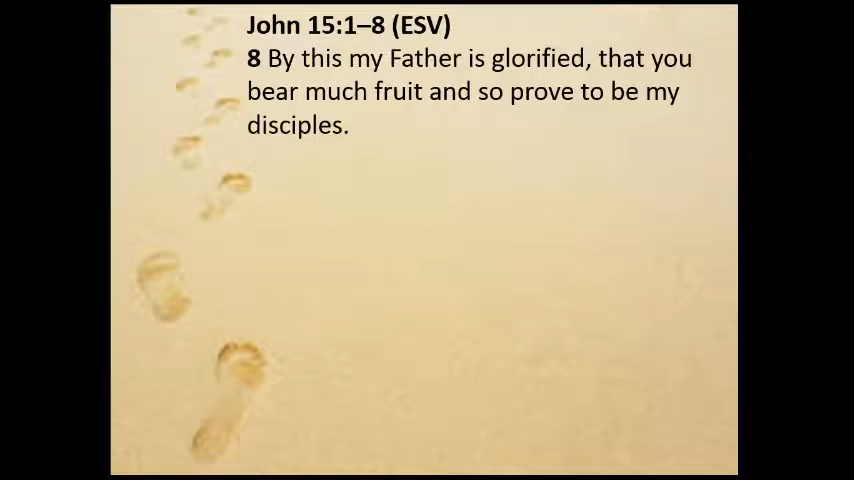 John 15:1–8 (ESV)
8 By this my Father is glorified, that you
bear much fruit and so prove to be my
disciples.